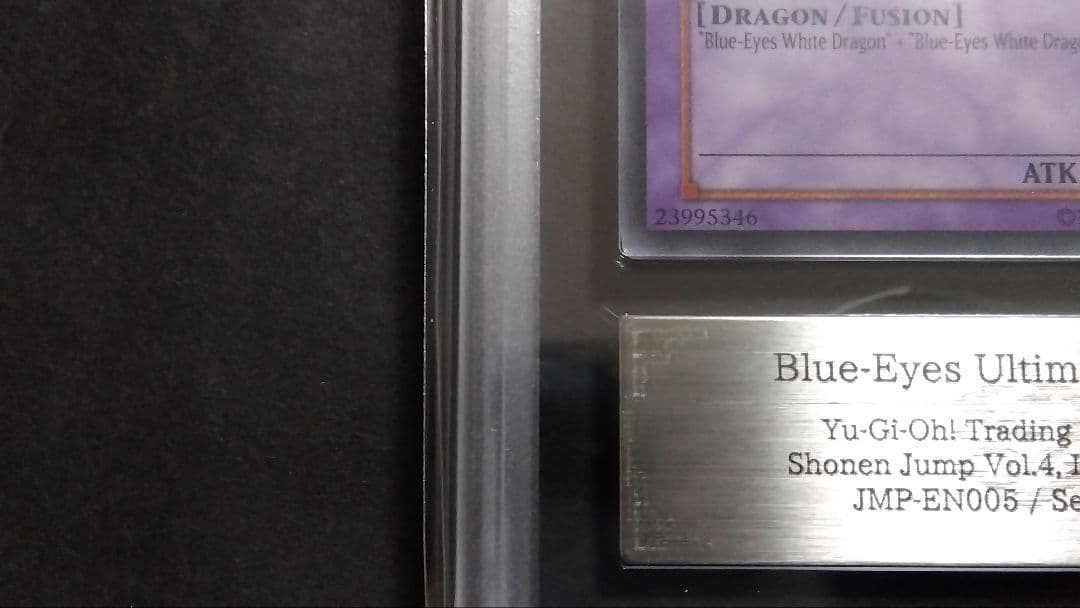 [DRAGON/FUSION]
"Blue-Eyes White Dragon" + "Blue-Eyes White Drag
ATK
23995346
©
Blue-Eyes Ultim
Yu-Gi-Oh! Trading
Shonen Jump Vol.4, I
JMP-EN005 / Se